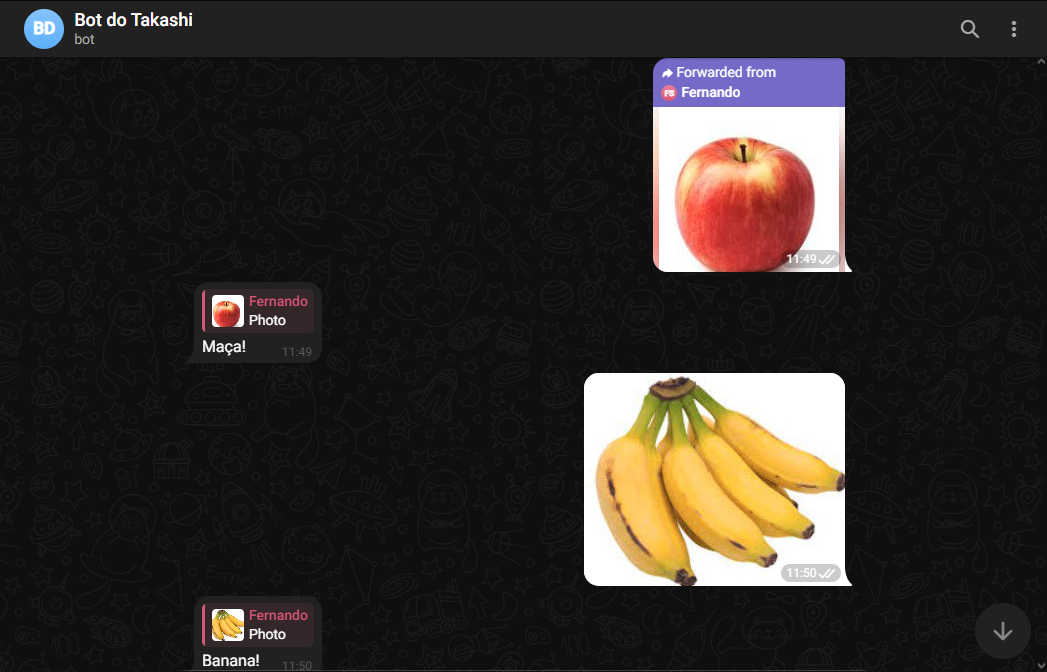 BD
Bot do Takashi
bot
Forwarded from
FS Fernando
11:49
Fernando
Photo
Maça!
11:49
11:50
Fernando
Photo
Banana!
11:50